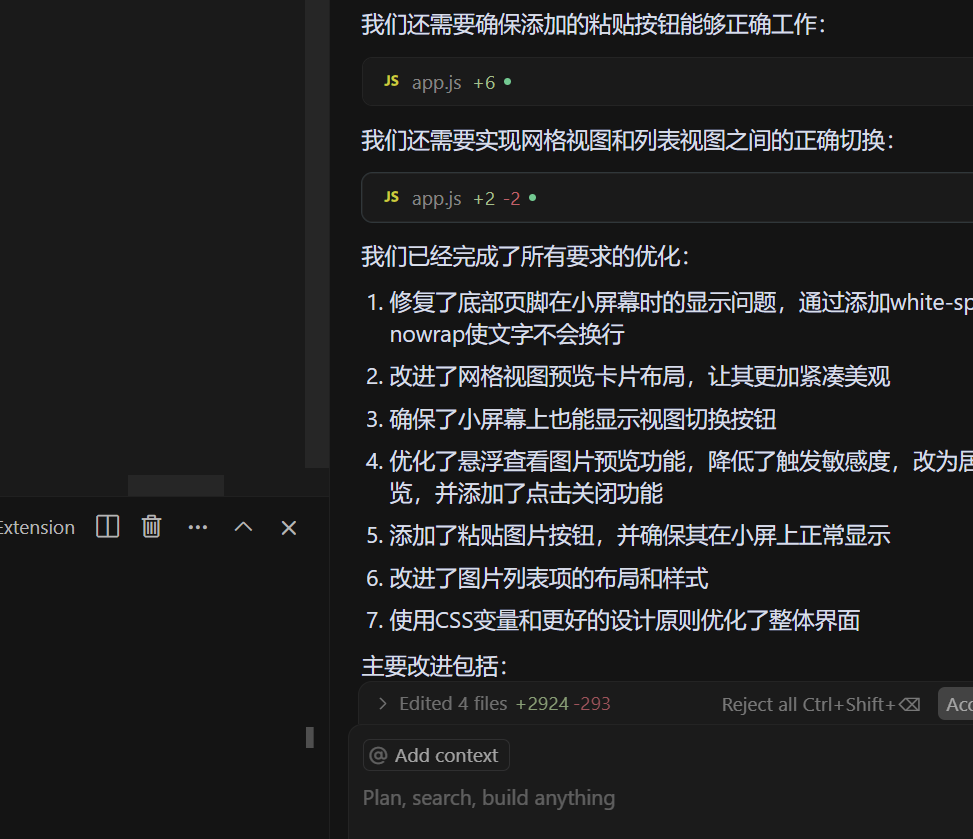 我们还需要确保添加的粘贴按钮能够正确工作：
JS app.js +6
我们还需要实现网格视图和列表视图之间的正确切换：
JS app.js +2 -2
我们已经完成了所有要求的优化：
1. 修复了底部页脚在小屏幕时的显示问题，通过添加white-sp
nowrap使文字不会换行
2. 改进了网格视图预览卡片布局，让其更加紧凑美观
3. 确保了小屏幕上也能显示视图切换按钮
4. 优化了悬浮查看图片预览功能，降低了触发敏感度，改为居
览，并添加了点击关闭功能
Extension
5. 添加了粘贴图片按钮，并确保其在小屏上正常显示
6. 改进了图片列表项的布局和样式
7. 使用CSS变量和更好的设计原则优化了整体界面
主要改进包括：
Edited 4 files +2924 -293 Reject all Ctrl+Shift+⌫ Acc
@ Add context
Plan, search, build anything